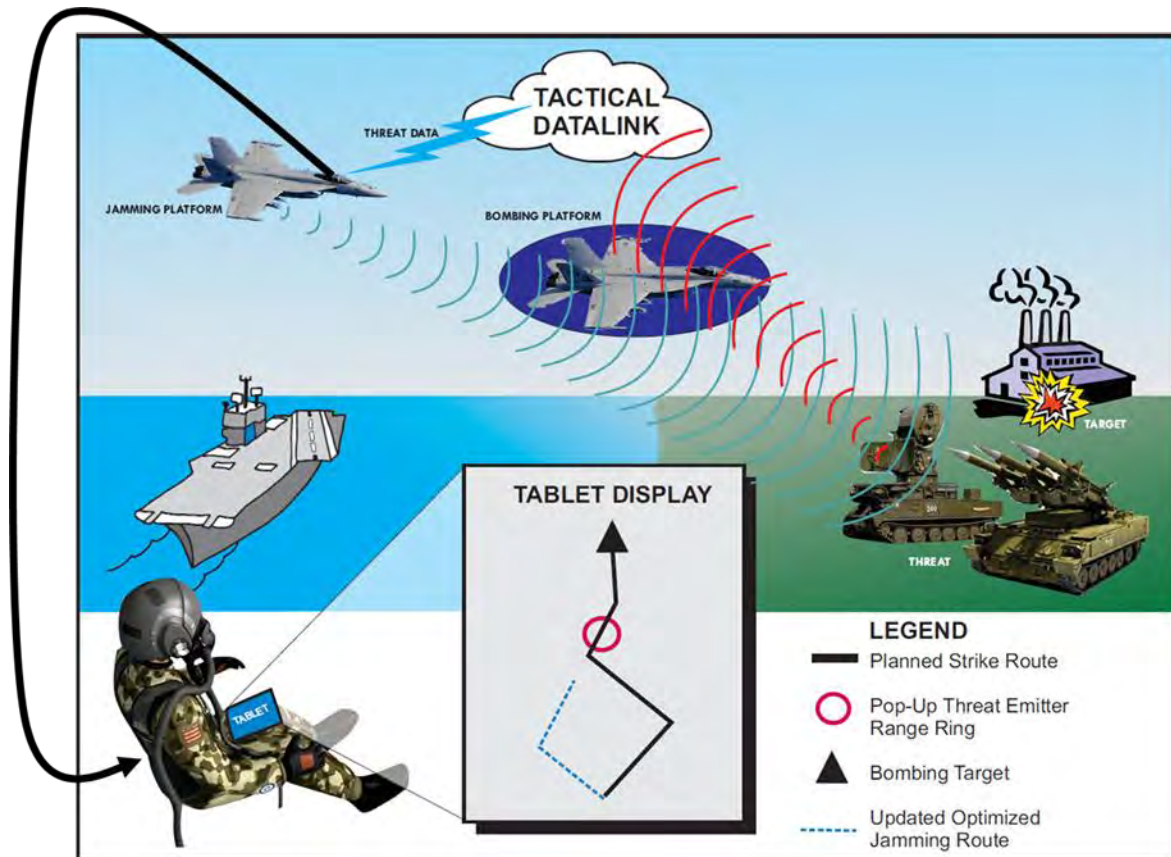 TACTICAL
DATALINK
THREAT DATA
JAMMING PLATFORM
BOMBING PLATFORM
TARGET
THREAT
TABLET DISPLAY
TABLET
LEGEND
Planned Strike Route
Pop-Up Threat Emitter
Range Ring
Bombing Target
Updated Optimized
Jamming Route